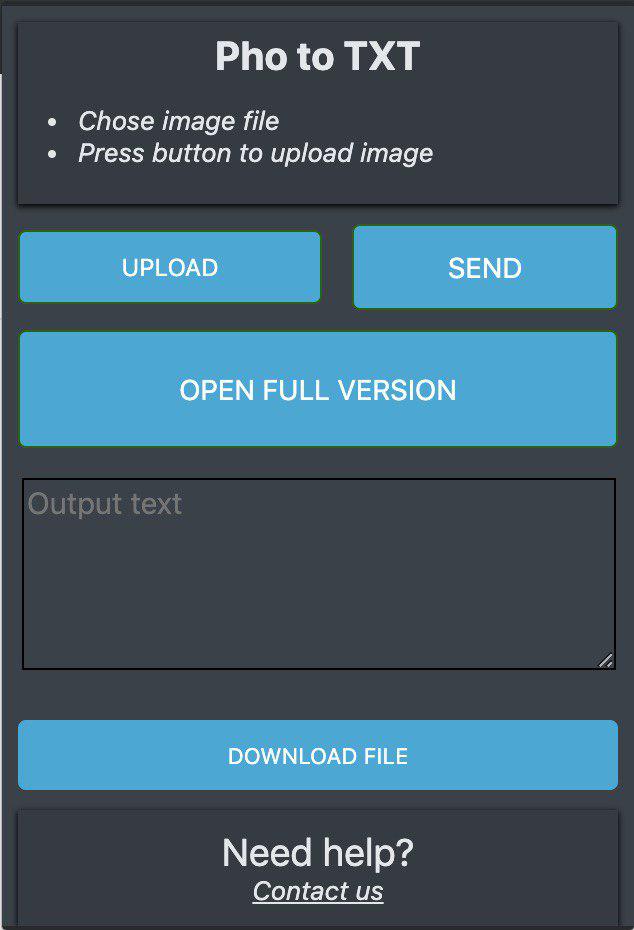 Pho to TXT
• Chose image file
• Press button to upload image
UPLOAD
SEND
OPEN FULL VERSION
Output text
DOWNLOAD FILE
Need help?
Contact us